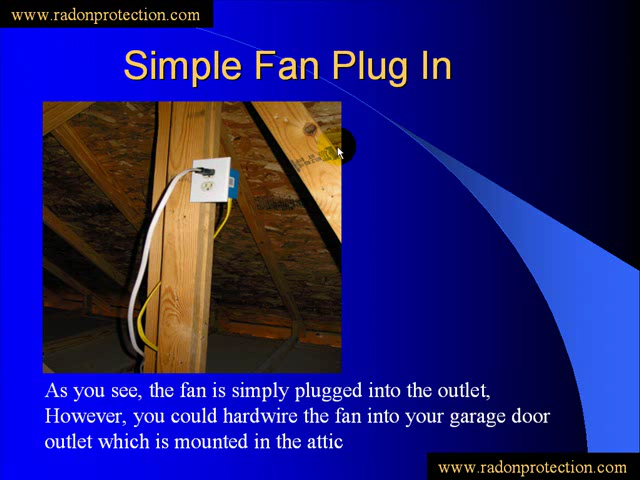 www.radonprotection.com
Simple Fan Plug In
As you see, the fan is simply plugged into the outlet,
However, you could hardwire the fan into your garage door
outlet which is mounted in the attic
www.radonprotection.com